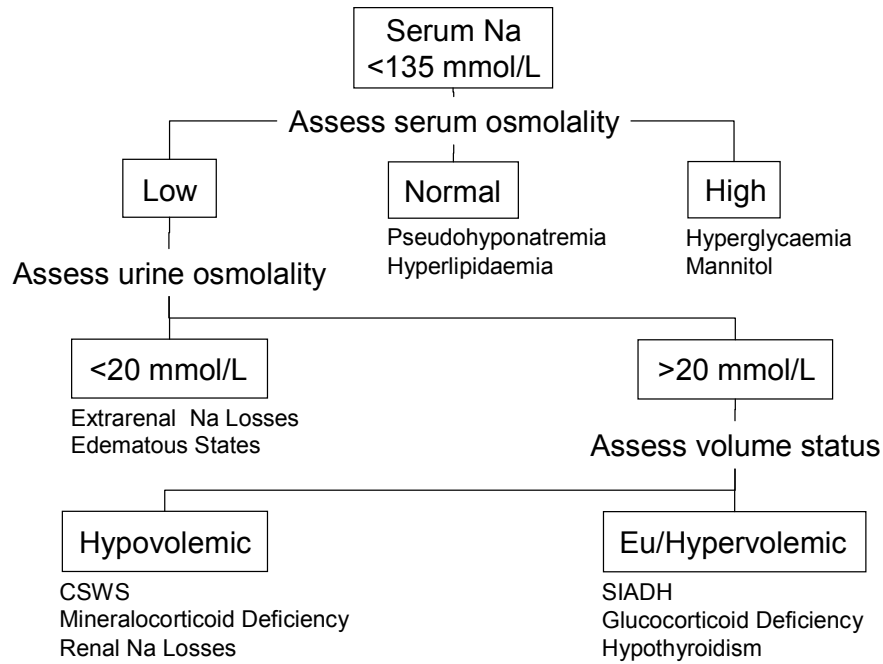 Serum Na
<135 mmol/L
Assess serum osmolality
Low
Normal
High
Pseudohyponatremia
Hyperlipidaemia
Hyperglycaemia
Mannitol
Assess urine osmolality
<20 mmol/L
>20 mmol/L
Extrarenal Na Losses
Edematous States
Assess volume status
Hypovolemic
Eu/Hypervolemic
CSWS
Mineralocorticoid Deficiency
Renal Na Losses
SIADH
Glucocorticoid Deficiency
Hypothyroidism